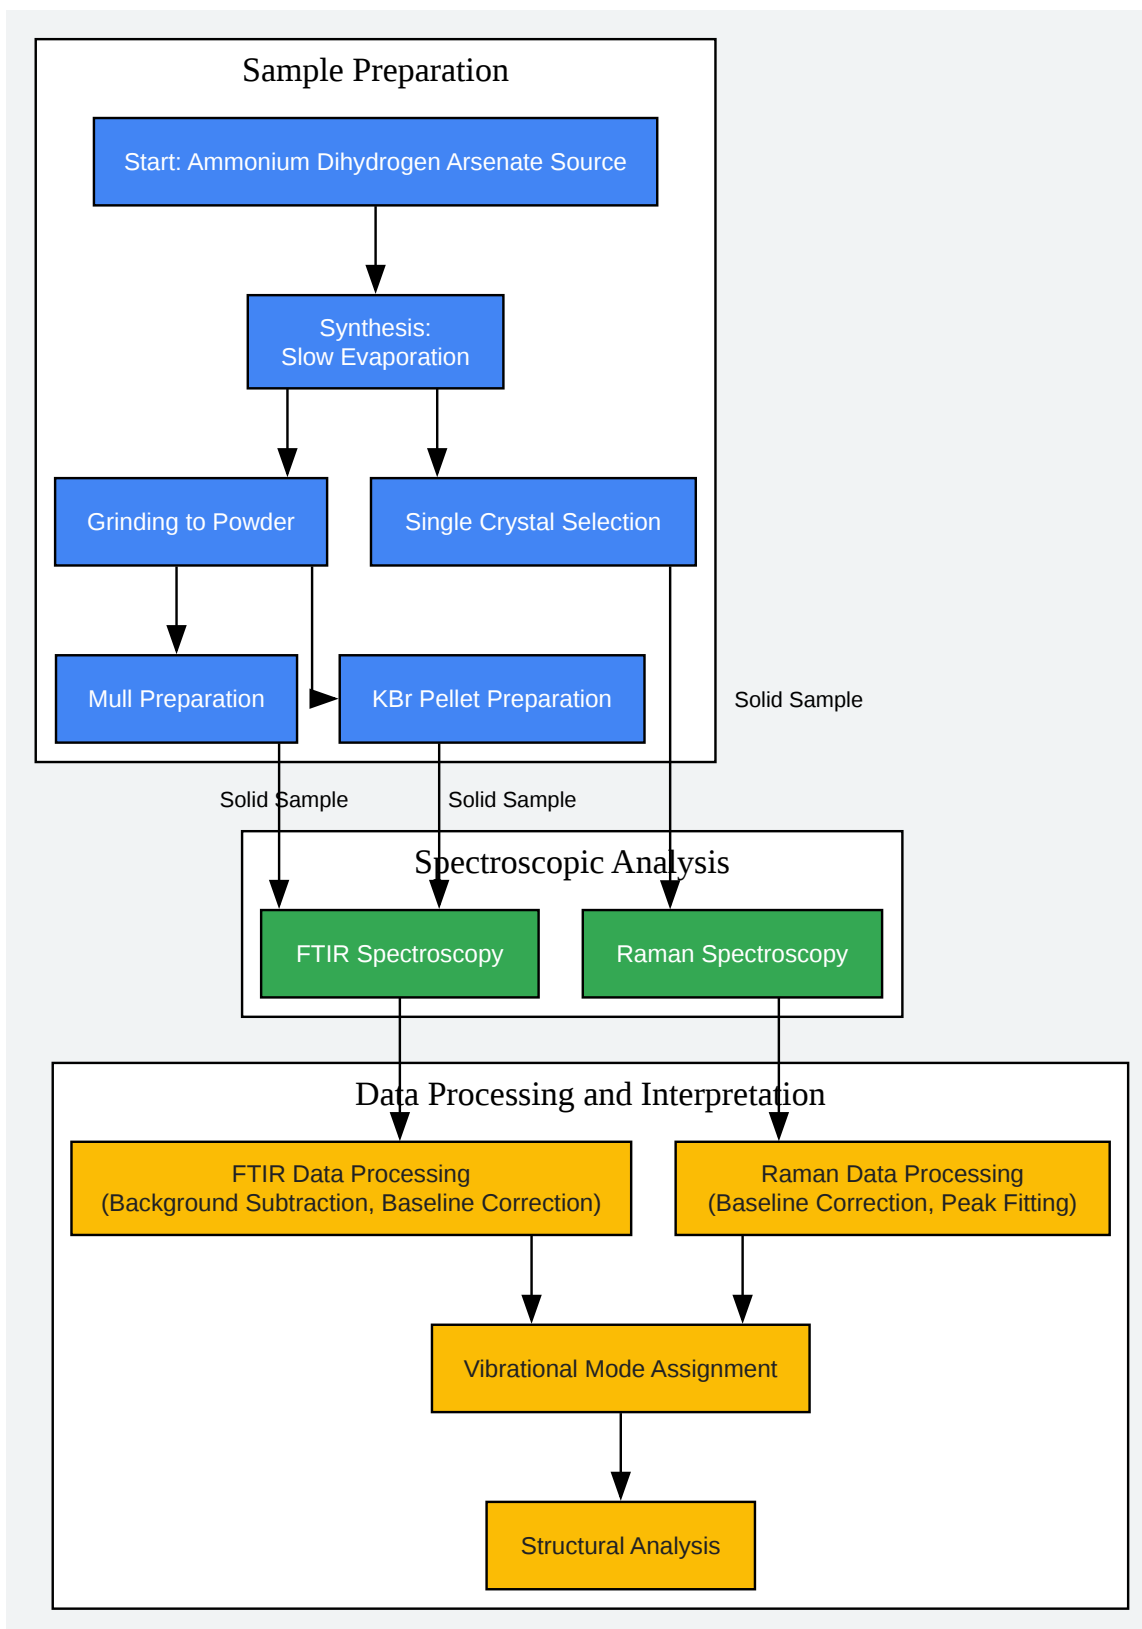 Sample Preparation
Start: Ammonium Dihydrogen Arsenate Source
Synthesis:
Slow Evaporation
Grinding to Powder
Single Crystal Selection
Mull Preparation
KBr Pellet Preparation
Solid Sample
Solid Sample
Solid Sample
Spectroscopic Analysis
FTIR Spectroscopy
Raman Spectroscopy
Data Processing and Interpretation
FTIR Data Processing
(Background Subtraction, Baseline Correction)
Raman Data Processing
(Baseline Correction, Peak Fitting)
Vibrational Mode Assignment
Structural Analysis